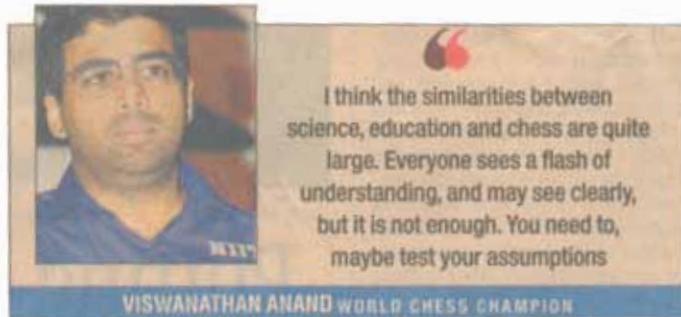 I think the similarities between
science, education and chess are quite
large. Everyone sees a flash of
understanding, and may see clearly,
but it is not enough. You need to,
maybe test your assumptions
NIIT
VISWANATHAN ANAND WORLD CHESS CHAMPION